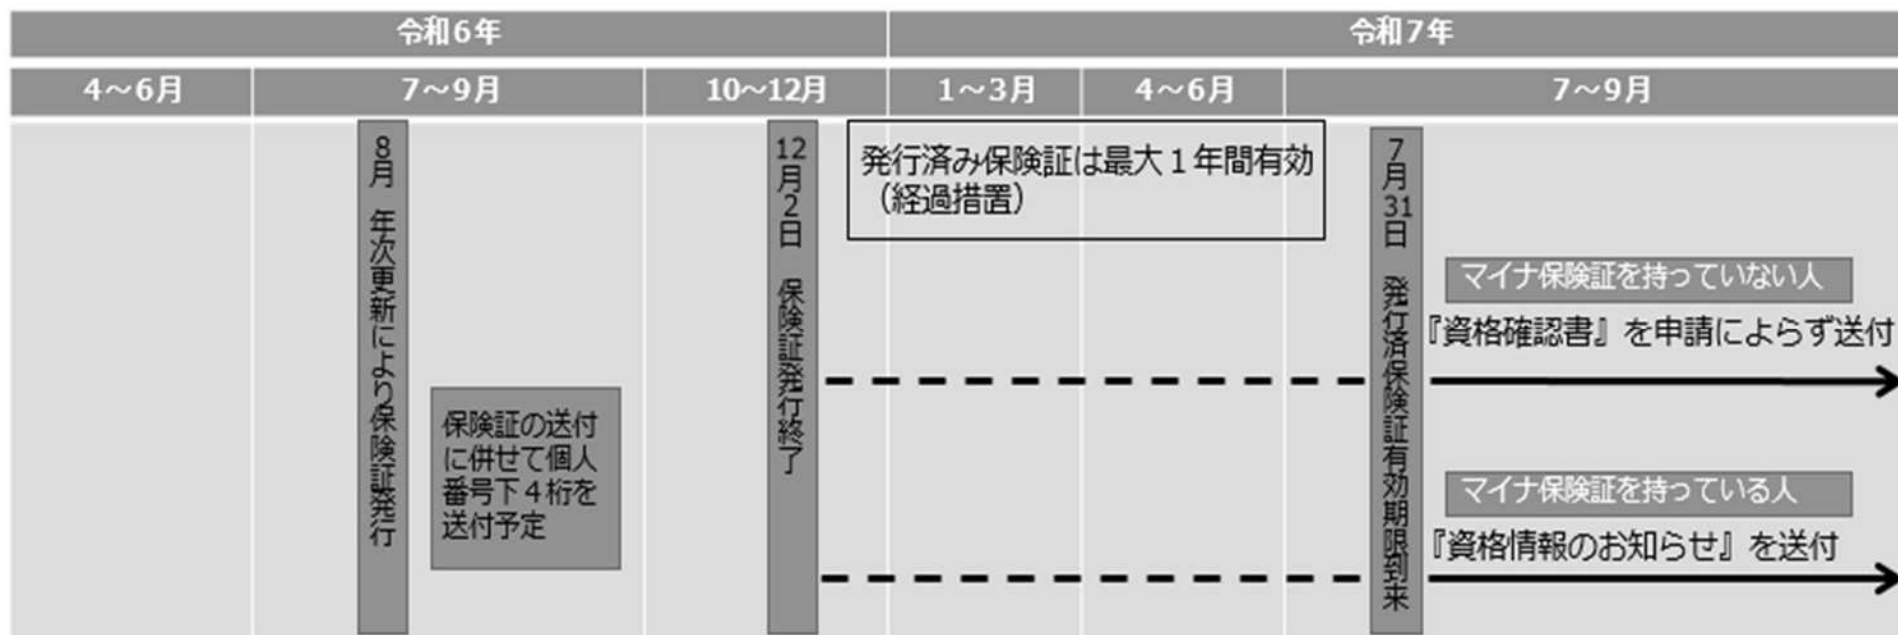 令和6年
令和7年
4～6月
7～9月
10～12月
1～3月
4～6月
7～9月
8月 年次更新により保険証発行
保険証の送付
に併せて個人
番号下4桁を
送付予定
12月2日 保険証発行終了
発行済み保険証は最大1年間有効
（経過措置）
7月31日 発行済保険証有効期限到来
マイナ保険証を持っていない人
『資格確認書』を申請によらず送付
マイナ保険証を持っている人
『資格情報のお知らせ』を送付